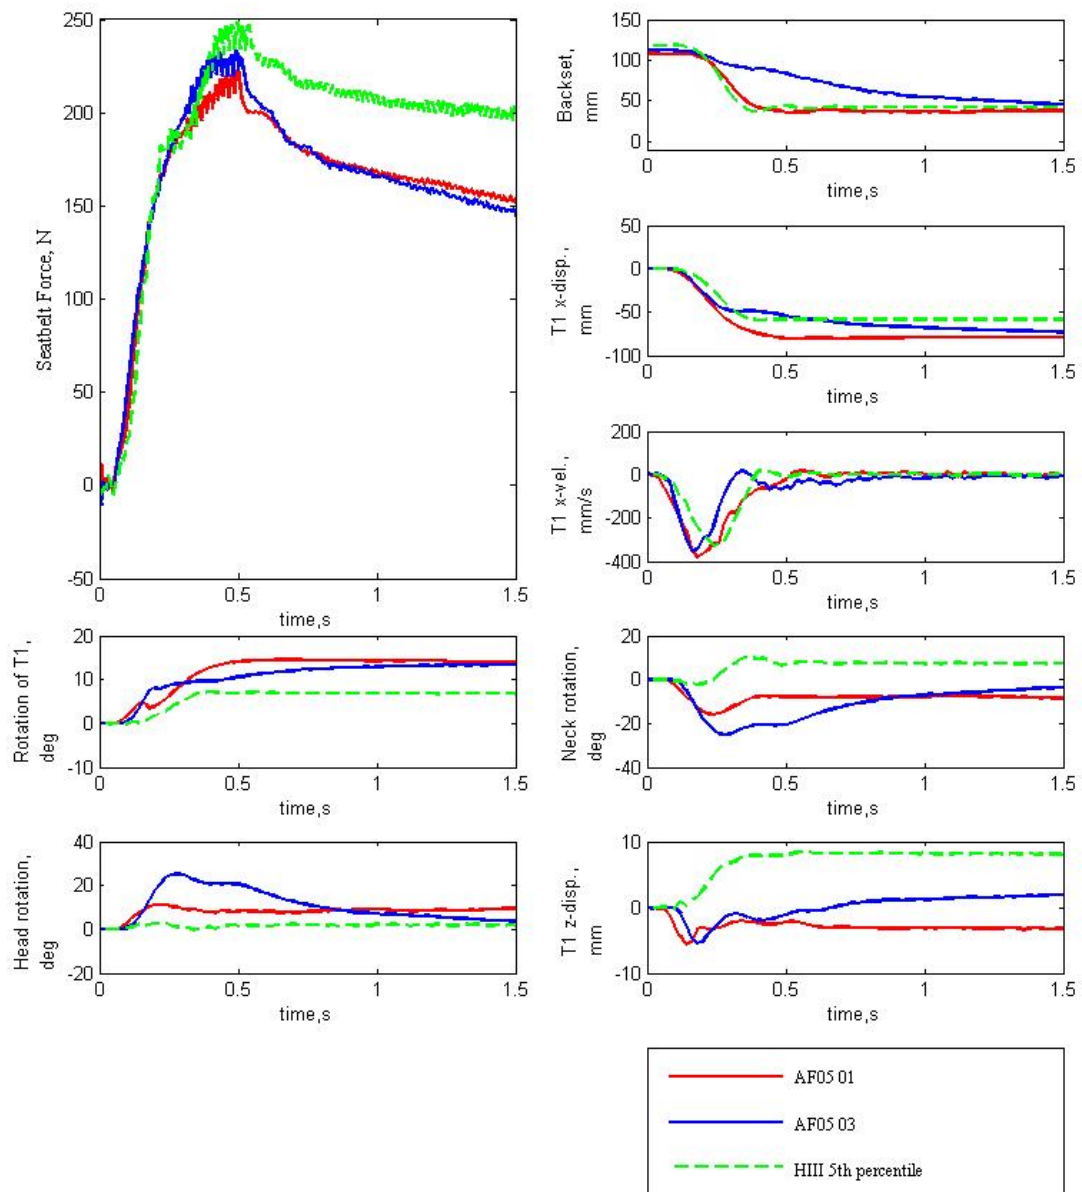 250
200
150
100
50
0
-50
Seatbelt Force, N
0
0.5
1
1.5
time,s
150
100
50
0
Backset,
mm
0
0.5
1
1.5
time,s
50
0
-50
-100
T1 x-disp.,
mm
0
0.5
1
1.5
time,s
200
0
-200
-400
T1 x-vel.,
mm/s
0
0.5
1
1.5
time,s
20
10
0
-10
Rotation of T1,
deg
0
0.5
1
1.5
time,s
20
0
-20
-40
Neck rotation,
deg
0
0.5
1
1.5
time,s
40
20
0
-20
Head rotation,
deg
0
0.5
1
1.5
time,s
10
0
-10
T1 z-disp.,
mm
0
0.5
1
1.5
time,s
AF05 01
AF05 03
HIII 5th percentile